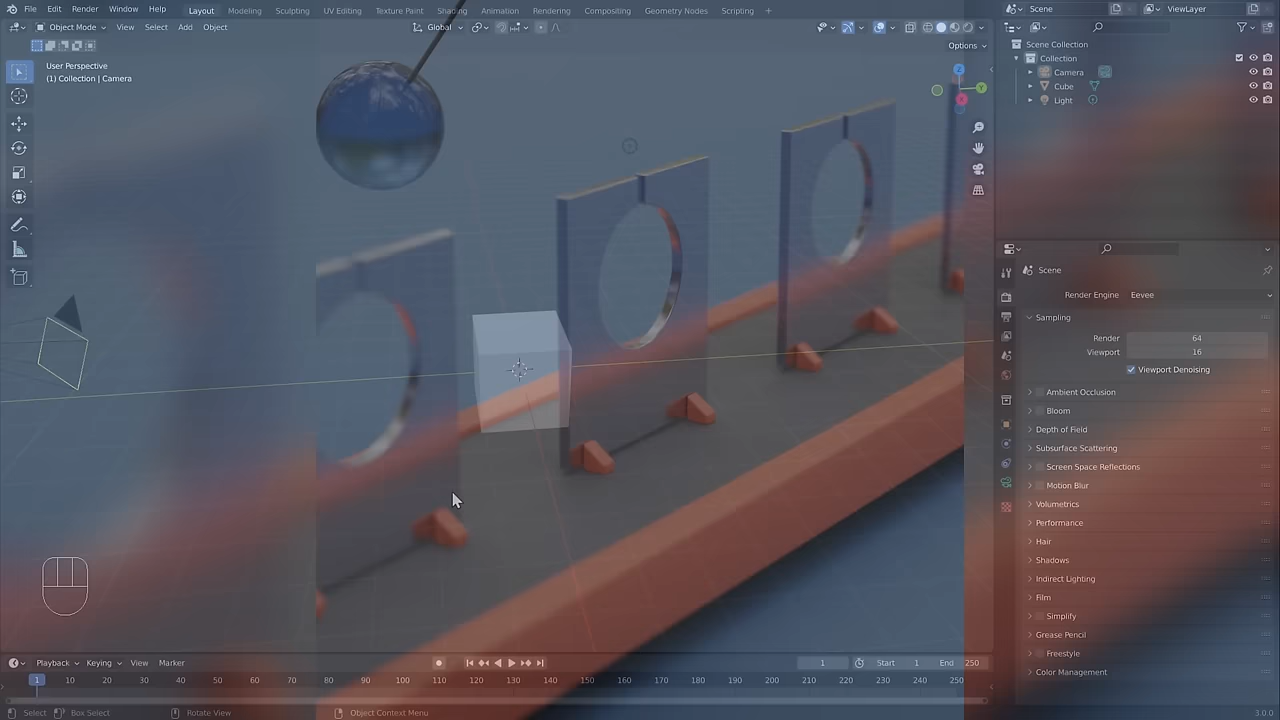 File Edit Render Window Help Layout Modeling Sculpting UV Editing Texture Paint Shading Animation Rendering Compositing Geometry Nodes Scripting + Scene ViewLayer
Object Mode View Select Add Object Global Options
User Perspective
(1) Collection | Camera
Z
Y
Scene Collection
Collection
Camera
Cube
Light
Scene
Render Engine Eevee
Sampling
Render 64
Viewport 16
Viewport Denoising
Ambient Occlusion
Bloom
Depth of Field
Subsurface Scattering
Screen Space Reflections
Motion Blur
Volumetrics
Performance
Hair
Shadows
Indirect Lighting
Film
Simplify
Grease Pencil
Freestyle
Color Management
Playback Keying View Marker 1 Start 1 End 250
1 10 20 30 40 50 60 70 80 90 100 110 120 130 140 150 160 170 180 190 200 210 220 230 240 250
Select Box Select Rotate View Object Context Menu 3.0.0